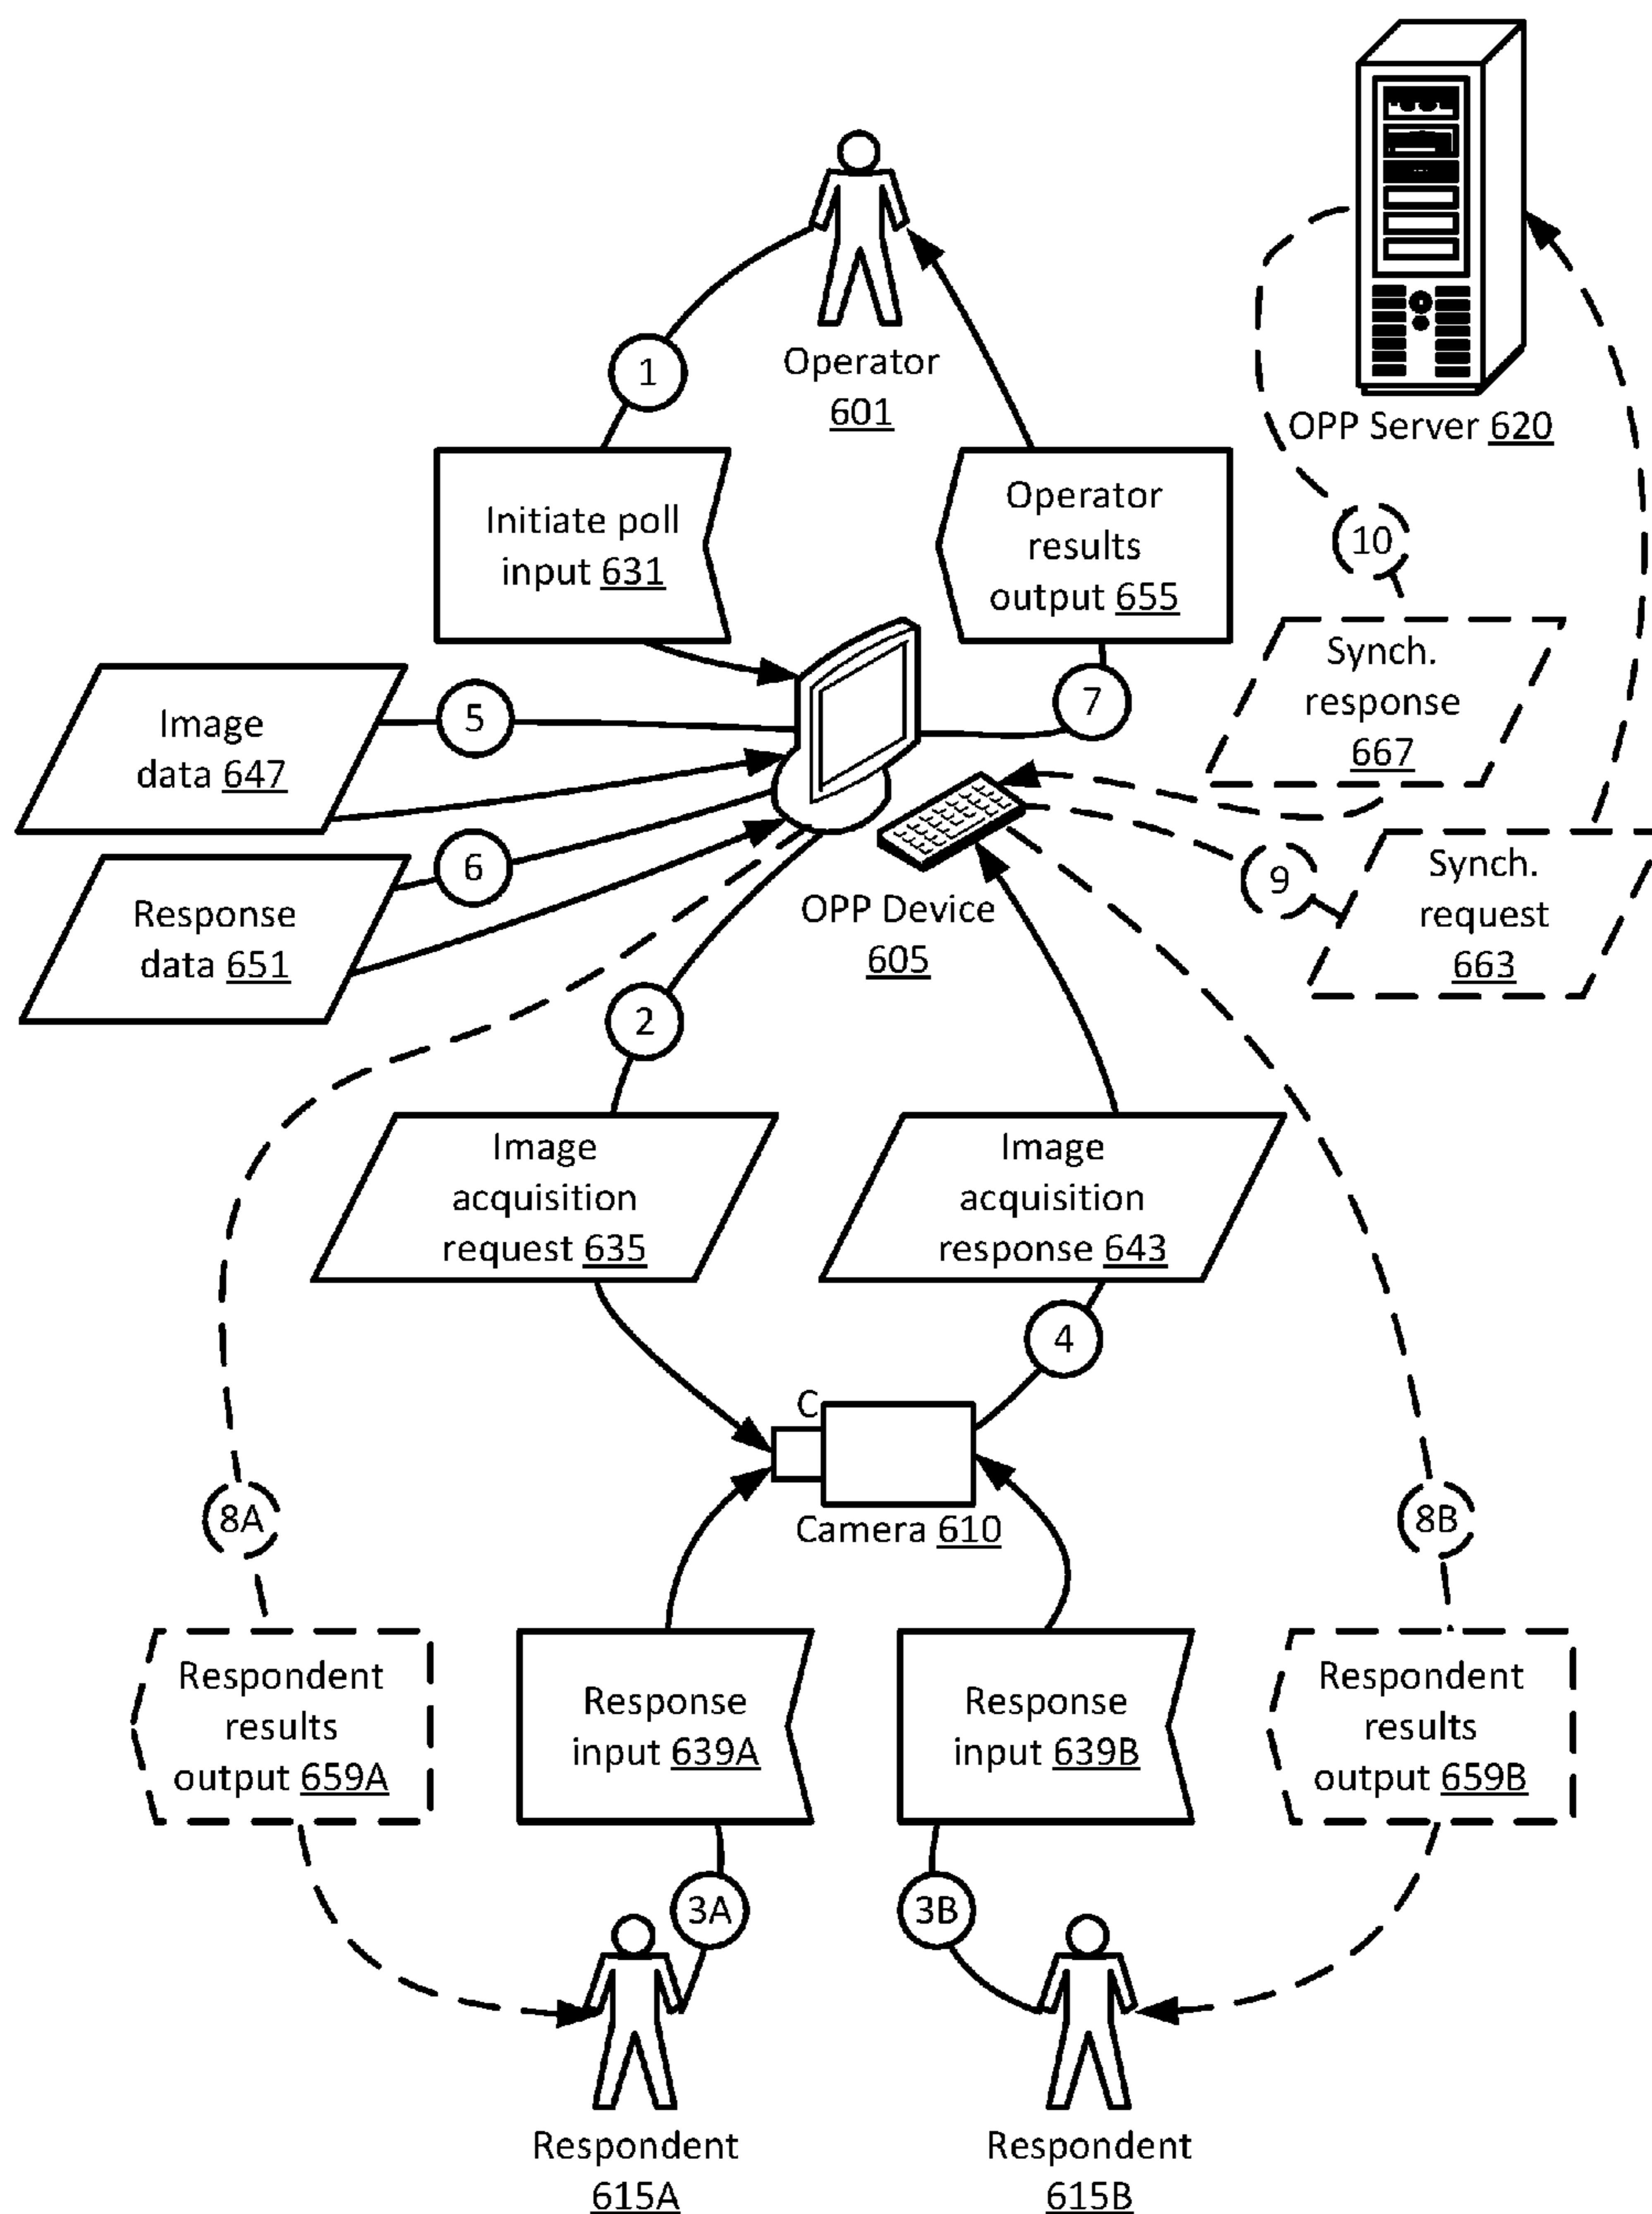 1
Operator
601
OPP Server 620
Initiate poll
input 631
Operator
results
output 655
10
Synch.
response
667
Image
data 647
5
7
Response
data 651
6
OPP Device
605
9
Synch.
request
663
2
Image
acquisition
request 635
Image
acquisition
response 643
4
C
Camera 610
8A
8B
Respondent
results
output 659A
Response
input 639A
Response
input 639B
Respondent
results
output 659B
3A
3B
Respondent
615A
Respondent
615B